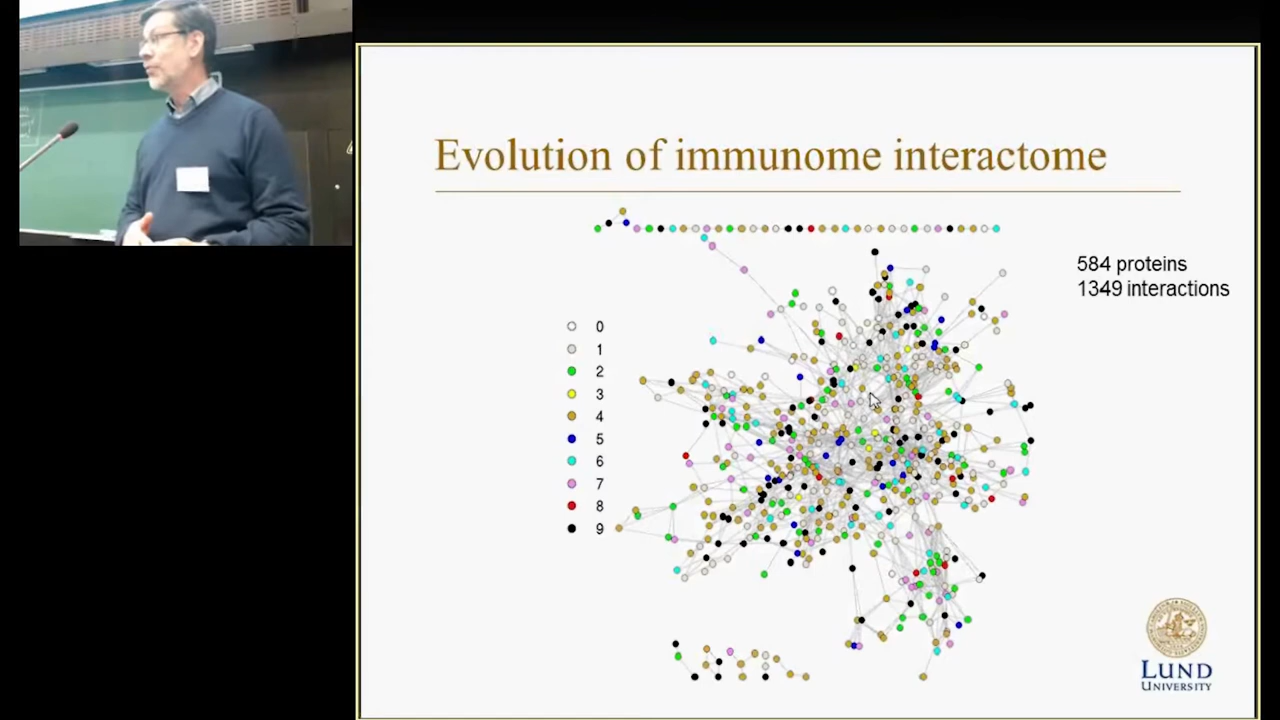 Evolution of immunome interactome
584 proteins
1349 interactions
0
1
2
3
4
5
6
7
8
9
LUND
UNIVERSITY